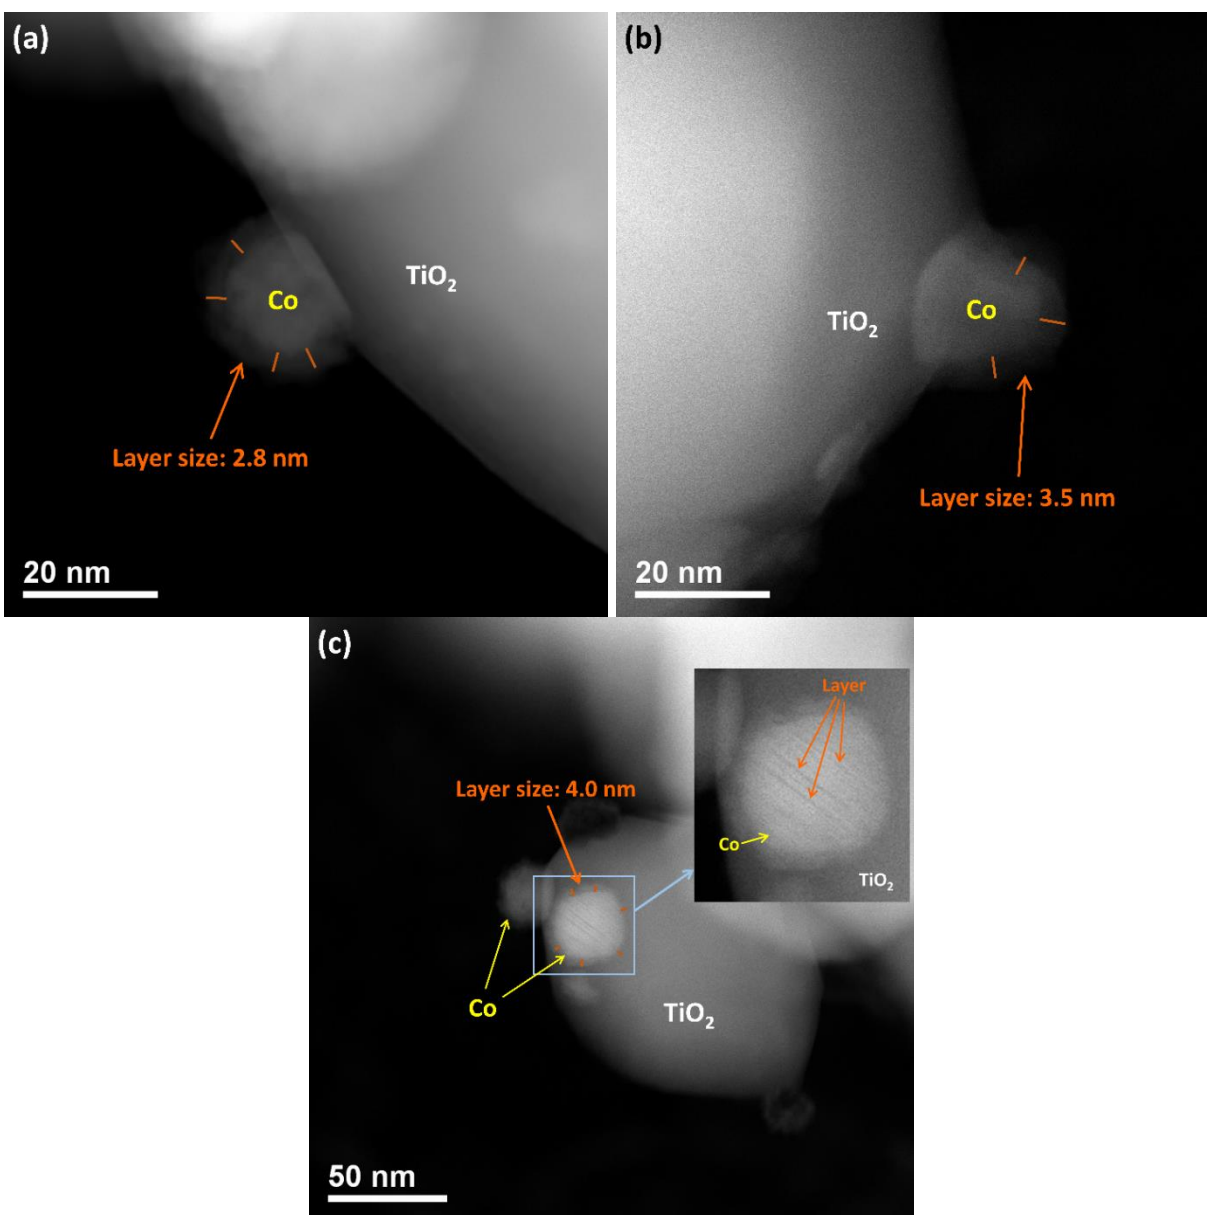 (a)
Co
TiO₂
Layer size: 2.8 nm
20 nm
(b)
TiO₂
Co
Layer size: 3.5 nm
20 nm
(c)
Layer
Layer size: 4.0 nm
Co
TiO₂
Co
TiO₂
50 nm